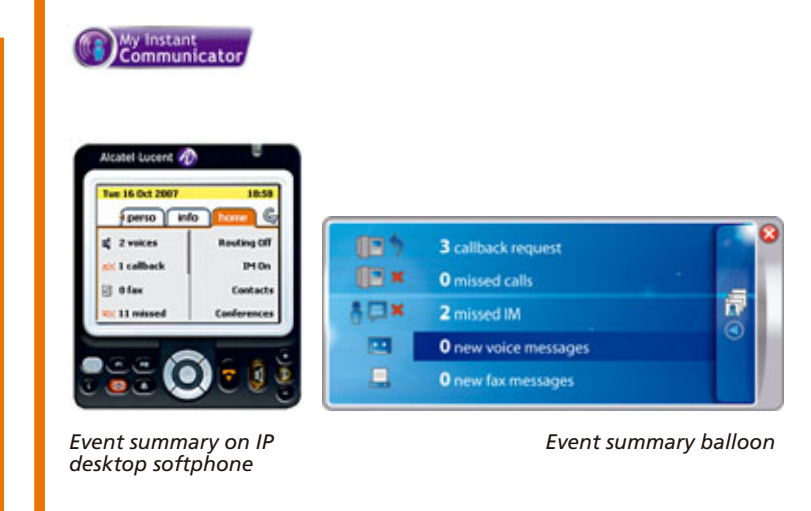 My Instant
Communicator
Alcatel·Lucent
Tue 16 Oct 2007 18:58
perso info home
2 voices Routing Off
abc 1 callback IM On
0 fax Contacts
11 missed Conferences
3 callback request
0 missed calls
2 missed IM
0 new voice messages
0 new fax messages
Event summary on IP
desktop softphone
Event summary balloon